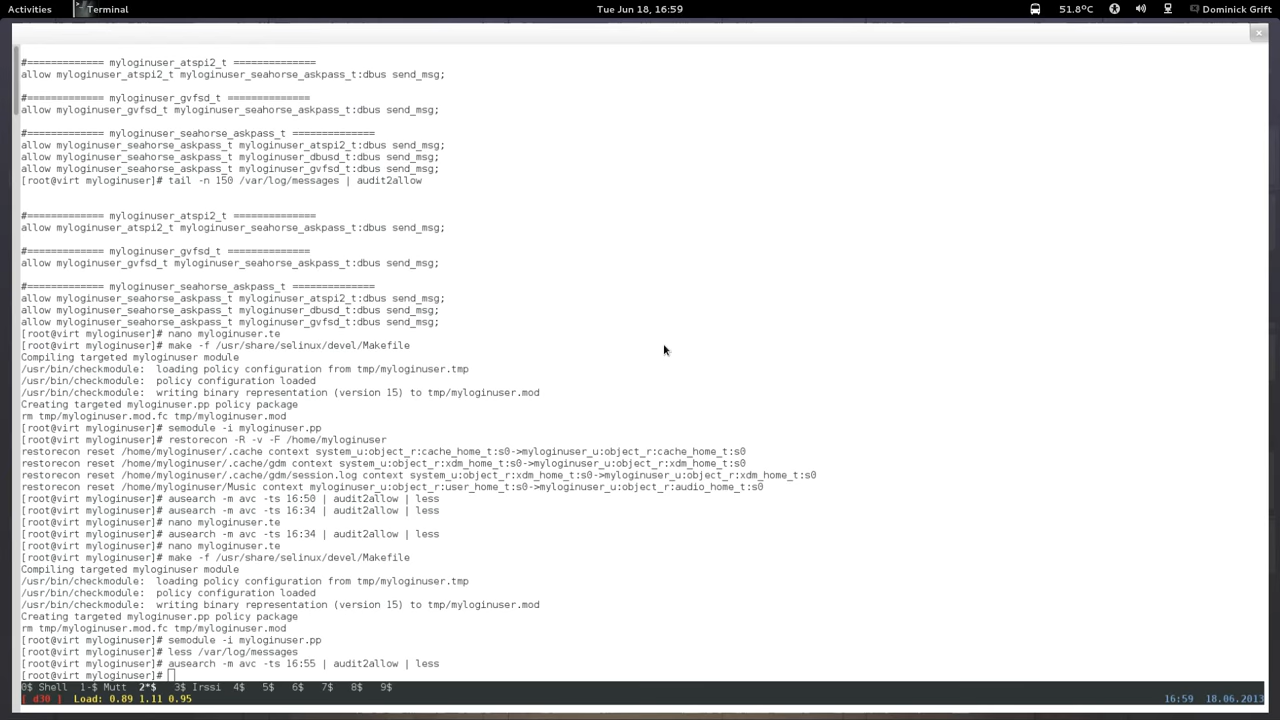 Activities Terminal Tue Jun 18, 16:59 51.8°C Dominick Grift
#============= myloginuser_atspi2_t ==============
allow myloginuser_atspi2_t myloginuser_seahorse_askpass_t:dbus send_msg;
#============= myloginuser_gvfsd_t ==============
allow myloginuser_gvfsd_t myloginuser_seahorse_askpass_t:dbus send_msg;
#============= myloginuser_seahorse_askpass_t ==============
allow myloginuser_seahorse_askpass_t myloginuser_atspi2_t:dbus send_msg;
allow myloginuser_seahorse_askpass_t myloginuser_dbusd_t:dbus send_msg;
allow myloginuser_seahorse_askpass_t myloginuser_gvfsd_t:dbus send_msg;
[root@virt myloginuser]# tail -n 150 /var/log/messages | audit2allow
#============= myloginuser_atspi2_t ==============
allow myloginuser_atspi2_t myloginuser_seahorse_askpass_t:dbus send_msg;
#============= myloginuser_gvfsd_t ==============
allow myloginuser_gvfsd_t myloginuser_seahorse_askpass_t:dbus send_msg;
#============= myloginuser_seahorse_askpass_t ==============
allow myloginuser_seahorse_askpass_t myloginuser_atspi2_t:dbus send_msg;
allow myloginuser_seahorse_askpass_t myloginuser_dbusd_t:dbus send_msg;
allow myloginuser_seahorse_askpass_t myloginuser_gvfsd_t:dbus send_msg;
[root@virt myloginuser]# nano myloginuser.te
[root@virt myloginuser]# make -f /usr/share/selinux/devel/Makefile
Compiling targeted myloginuser module
/usr/bin/checkmodule:  loading policy configuration from tmp/myloginuser.tmp
/usr/bin/checkmodule:  policy configuration loaded
/usr/bin/checkmodule:  writing binary representation (version 15) to tmp/myloginuser.mod
Creating targeted myloginuser.pp policy package
rm tmp/myloginuser.mod.fc tmp/myloginuser.mod
[root@virt myloginuser]# semodule -i myloginuser.pp
[root@virt myloginuser]# restorecon -R -v -F /home/myloginuser
restorecon reset /home/myloginuser/.cache context system_u:object_r:cache_home_t:s0->myloginuser_u:object_r:cache_home_t:s0
restorecon reset /home/myloginuser/.cache/gdm context system_u:object_r:xdm_home_t:s0->myloginuser_u:object_r:xdm_home_t:s0
restorecon reset /home/myloginuser/.cache/gdm/session.log context system_u:object_r:xdm_home_t:s0->myloginuser_u:object_r:xdm_home_t:s0
restorecon reset /home/myloginuser/Music context myloginuser_u:object_r:user_home_t:s0->myloginuser_u:object_r:audio_home_t:s0
[root@virt myloginuser]# ausearch -m avc -ts 16:50 | audit2allow | less
[root@virt myloginuser]# ausearch -m avc -ts 16:34 | audit2allow | less
[root@virt myloginuser]# nano myloginuser.te
[root@virt myloginuser]# ausearch -m avc -ts 16:34 | audit2allow | less
[root@virt myloginuser]# nano myloginuser.te
[root@virt myloginuser]# make -f /usr/share/selinux/devel/Makefile
Compiling targeted myloginuser module
/usr/bin/checkmodule:  loading policy configuration from tmp/myloginuser.tmp
/usr/bin/checkmodule:  policy configuration loaded
/usr/bin/checkmodule:  writing binary representation (version 15) to tmp/myloginuser.mod
Creating targeted myloginuser.pp policy package
rm tmp/myloginuser.mod.fc tmp/myloginuser.mod
[root@virt myloginuser]# semodule -i myloginuser.pp
[root@virt myloginuser]# less /var/log/messages
[root@virt myloginuser]# ausearch -m avc -ts 16:55 | audit2allow | less
[root@virt myloginuser]#
0$ Shell  1-$ Mutt  2*$  3$ Irssi  4$  5$  6$  7$  8$  9$
[ d30 ]  Load: 0.89 1.11 0.95 16:59  18.06.2013